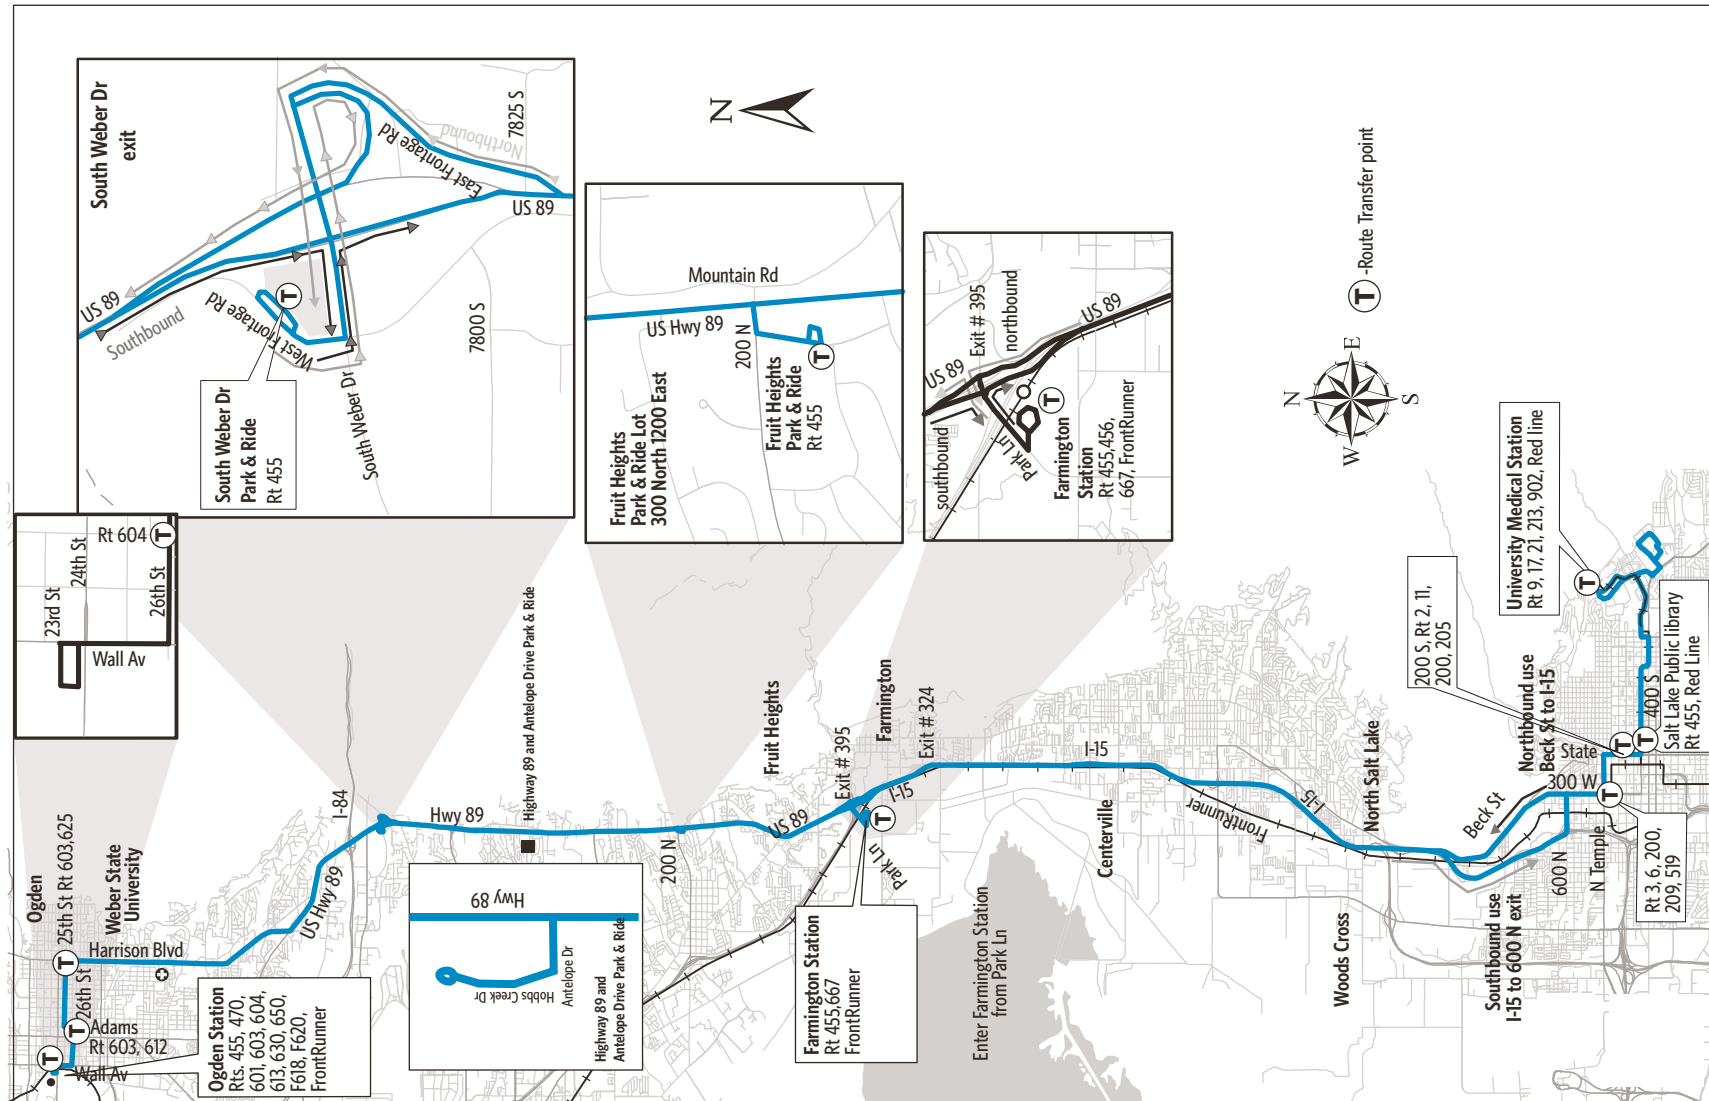 South Weber Dr
exit
US 89
Southbound
West Frontage Rd
East Frontage Rd
Northbound
7825 S
US 89
7800 S
South Weber Dr
South Weber Dr
Park & Ride
Rt 455
T
N
Mountain Rd
US Hwy 89
200 N
Fruit Heights
Park & Ride Lot
300 North 1200 East
Fruit Heights
Park & Ride
Rt 455
T
US 89
Exit # 395
northbound
US 89
southbound
Park Ln
Farmington
Station
Rt 455,456,
667, FrontRunner
T
T -Route Transfer point
N
E
S
W
23rd St
24th St
26th St
Rt 604
T
Wall Av
Ogden
25th St Rt 603,625
T
Weber State
University
Harrison Blvd
26th St
T
Adams
Rt 603, 612
T
Wall Av
Ogden Station
Rts. 455, 470,
601, 603, 604,
613, 630, 650,
F618, F620,
FrontRunner
US Hwy 89
I-84
Hwy 89
Highway 89 and Antelope Drive Park & Ride
Hwy 89
Hobbs Creek Dr
Antelope Dr
Highway 89 and
Antelope Drive Park & Ride
200 N
Fruit Heights
US 89
Exit # 395
Farmington
I-15
Exit # 324
T
Park Ln
Farmington Station
Rt 455,667
FrontRunner
Enter Farmington Station
from Park Ln
Centerville
I-15
FrontRunner
I-15
North Salt Lake
Woods Cross
Beck St
Southbound use
I-15 to 600 N exit
Northbound use
Beck St to I-15
600 N
N Temple
300 W
T
Rt 3, 6, 200,
209, 519
State
T
200 S, Rt 2, 11,
200, 205
400 S
T
Salt Lake Public library
Rt 455, Red Line
University Medical Station
Rt 9, 17, 21, 213, 902, Red line
T